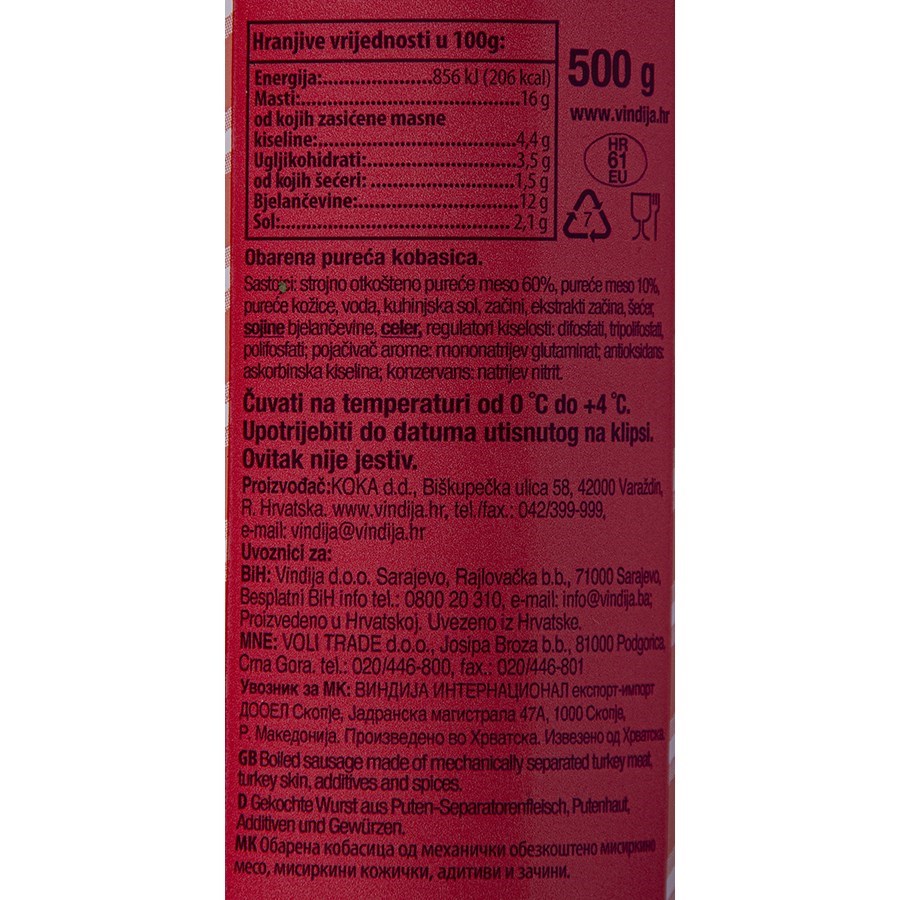 Hranjive vrijednosti u 100g:
Energija:..................856 kJ (206 kcal)
Masti:.......................................16 g
od kojih zasićene masne
kiseline:...................................4,4 g
Ugljikohidrati:..........................3,5 g
od kojih šećeri: ........................1,5 g
Bjelančevine:............................12 g
Sol:..........................................2,1 g
500 g
www.vindija.hr
HR
61
EU
7
Obarena pureća kobasica.
Sastojci: strojno otkošteno pureće meso 60%, pureće meso 10%,
pureće kožice, voda, kuhinjska sol, začini, ekstrakti začina, šećer,
sojine bjelančevine, celer, regulatori kiselosti: difosfati, tripolifosfati,
polifosfati; pojačivač arome: mononatrijev glutaminat; antioksidans:
askorbinska kiselina; konzervans: natrijev nitrit.
Čuvati na temperaturi od 0 °C do +4 °C.
Upotrijebiti do datuma utisnutog na klipsi.
Ovitak nije jestiv.
Proizvođač:KOKA d.d., Biškupečka ulica 58, 42000 Varaždin,
R. Hrvatska. www.vindija.hr, tel./fax.: 042/399-999,
e-mail: vindija@vindija.hr
Uvoznici za:
BiH: Vindija d.o.o. Sarajevo, Rajlovačka b.b., 71000 Sarajevo,
Besplatni BiH info tel.: 0800 20 310, e-mail: info@vindija.ba;
Proizvedeno u Hrvatskoj. Uvezeno iz Hrvatske.
MNE: VOLI TRADE d.o.o., Josipa Broza b.b., 81000 Podgorica,
Crna Gora. tel.: 020/446-800, fax.: 020/446-801
Увозник за МК: ВИНДИЈА ИНТЕРНАЦИОНАЛ експорт-импорт
ДООЕЛ Скопје, Јадранска магистрала 47А, 1000 Скопје,
Р. Македонија. Произведено во Хрватска. Извезено од Хрватска.
GB Boiled sausage made of mechanically separated turkey meat,
turkey skin, additives and spices.
D Gekochte Wurst aus Puten-Separatorenfleisch, Putenhaut,
Additiven und Gewürzen.
МК Обарена кобасица од механички обезкоштено мисиркино
месо, мисиркини кожички, адитиви и зачини.